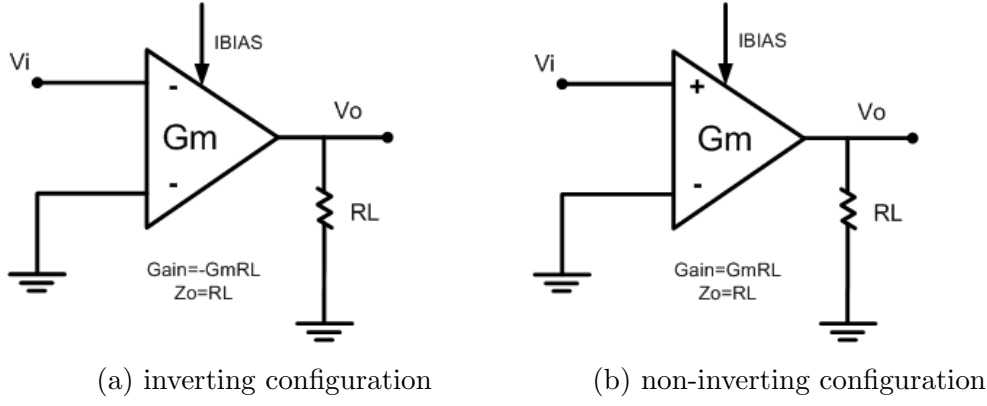 IBIAS
Vi
-
Gm
-
Vo
RL
Gain=-GmRL
Zo=RL
(a) inverting configuration
IBIAS
Vi
+
Gm
-
Vo
RL
Gain=GmRL
Zo=RL
(b) non-inverting configuration